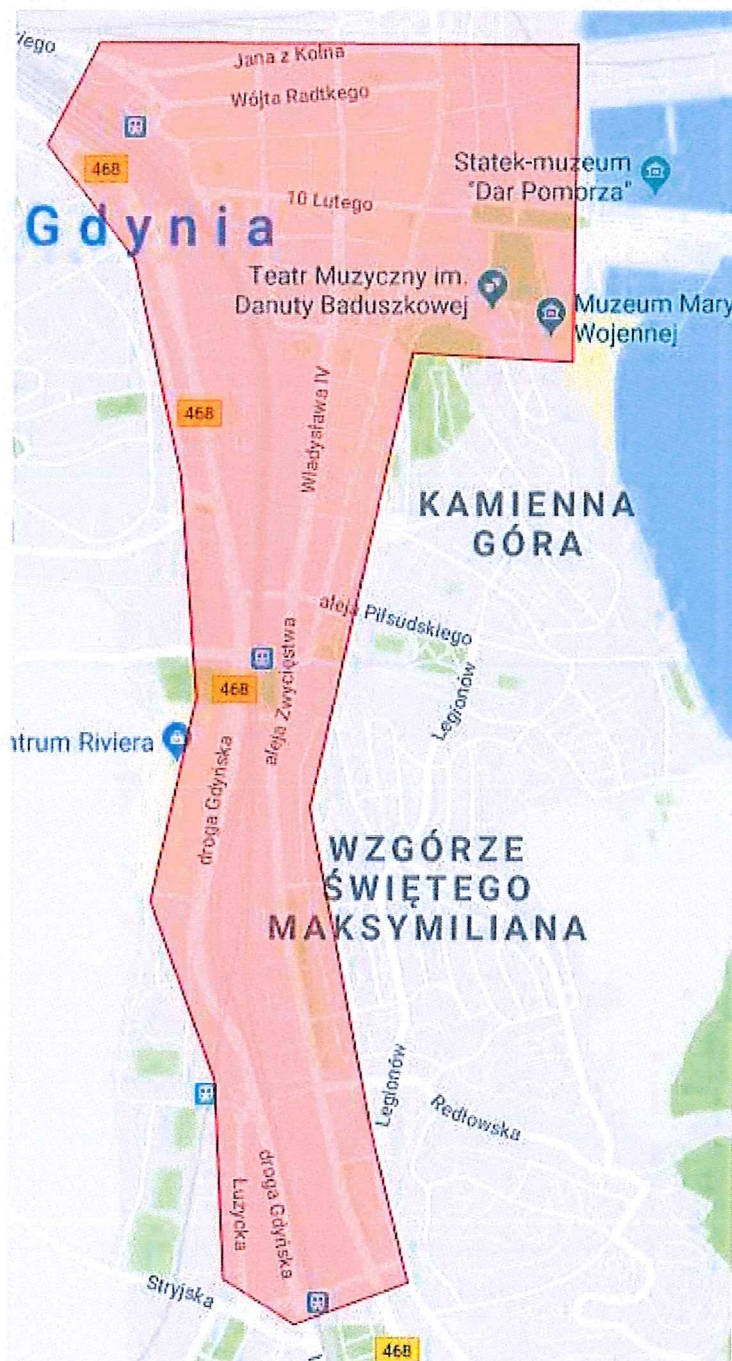 Jana z Kolna
Wójta Radtkego
468
Statek-muzeum
"Dar Pomorza"
10 Lutego
Gdynia
Teatr Muzyczny im.
Danuty Baduszkowej
Muzeum Mary
Wojennej
Władysława IV
468
KAMIENNA
GÓRA
aleja Piłsudskiego
468
aleja Zwycięstwa
Legionów
ntrum Riviera
droga Gdyńska
WZGÓRZE
ŚWIĘTEGO
MAKSYMILIANA
Legionów
Redłowska
droga Gdyńska
Łużycka
Stryjska
468